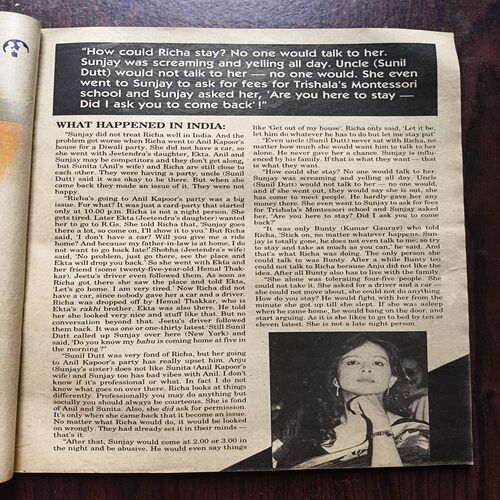 "How could Richa stay? No one would talk to her.
Sunjay was screaming and yelling all day. Uncle (Sunil
Dutt) would not talk to her — no one would. She even
went to Sunjay to ask for fees for Trishala's Montessori
school and Sunjay asked her, 'Are you here to stay —
Did I ask you to come back' !"
WHAT HAPPENED IN INDIA:
"Sunjay did not treat Richa well in India. And the
problem got worse when Richa went to Anil Kapoor's
house for a Diwali party. She did not have a car, so
she went with Jeetendra's daughter, Ekta. Anil and
Sunjay may be competitors and they don't get along,
but Sunita (Anil's wife) and Richa are still close to
each other. They were having a party, uncle (Sunil
Dutt) said it was okay to be there. But when she
came back they made an issue of it. They were not
happy.
"Richa's going to Anil Kapoor's party was a big
issue. For what? It was just a card-party that started
only at 10.00 p.m. Richa is not a night person. She
gets tired. Later Ekta (Jeetendra's daughter) wanted
her to go to R.Gs. She told Richa that, 'Sunjay goes
there a lot, so come on, I'll show it to you.' But Richa
said, 'I don't have a car? Will you give me a ride
home? And because my father-in-law is at home, I do
not want to go back late!' Shobha (Jeetendra's wife)
said, 'No problem, just go there, see the place and
Ekta will drop you back.' So she went with Ekta and
her friend (some twenty-five-year-old Hemal Thak-
kar). Jeetu's driver even followed them. As soon as
Richa got there she saw the place and told Ekta,
'Let's go home. I am very tired.' Now Richa did not
have a car, since nobody gave her a car and a driver.
Richa was dropped off by Hemal Thakkar, who is
Ekta's rakhi brother. Ekta was also there. He told
her she looked very nice and stuff like that. But no
conversation beyond that. Jeetu's driver followed
them back. It was one or one-thirty latest. Still Sunil
Dutt called up Sunjay over here (New York) and
said, 'Do you know my bahu is coming home at five in
the morning ?'
"Sunil Dutt was very fond of Richa, but her going
to Anil Kapoor's party has really upset him. Anju
(Sunjay's sister) does not like Sunita (Anil Kapoor's
wife) and Sunjay too has bad vibes with Anil. I don't
know if it's professional or what. In fact I do not
know what goes on over there. Richa looks at things
differently. Professionally you may do anything but
socially you should always be courteous. She is fond
of Anil and Sunita. Also, she did ask for permission.
It's only when she came back that it become an issue.
No matter what Richa would do, it would be looked
on wrongly. They had already set it in their minds —
that's it.
"After that, Sunjay would come at 2.00 or 3.00 in
the night and be abusive. He would even say things
like 'Get out of my house'. Richa only said, 'Let it be,
let him do whatever he has to do but let me stay put'
"Even uncle (Sunil Dutt) never sat with Richa, no
matter how much she would want him to talk to her
alone. He never gave her a chance. Sunjay is influ-
enced by his family. If that is what they want — that
is what they want.
"How could she stay? No one would talk to her.
Sunjay was screaming and yelling all day. Uncle
(Sunil Dutt) would not talk to her — no one would,
and if she went out, they would say she is out, she
has come to meet people. He hardly gave her any
money there. She even went to Sunjay to ask for fees
for Trishala's Montessori school and Sunjay asked
her, 'Are you here to stay? Did I ask you to come
back?'
"It was only Bunty (Kumar Gaurav) who told
Richa, 'Stick on, no matter whatever happens. Sun-
jay is totally gone, he does not even talk to me; so try
to stay and take as much as you can,' he said. And
that's what Richa was doing. The only person she
could talk to was Bunty. After a while Bunty too
could not talk to Richa because Anju did not like the
idea. After all Bunty also has to live with the family.
"She alone was tolerating four-five people. She
could not take it. She asked for a driver and a car —
she could not move about, she could not do anything.
How do you stay? He would fight with her from the
minute she got up till she slept. If she was asleep
when he came home, he would bang on the door, and
start arguing. As it is she likes to go to bed by ten or
eleven latest. She is not a late night person.